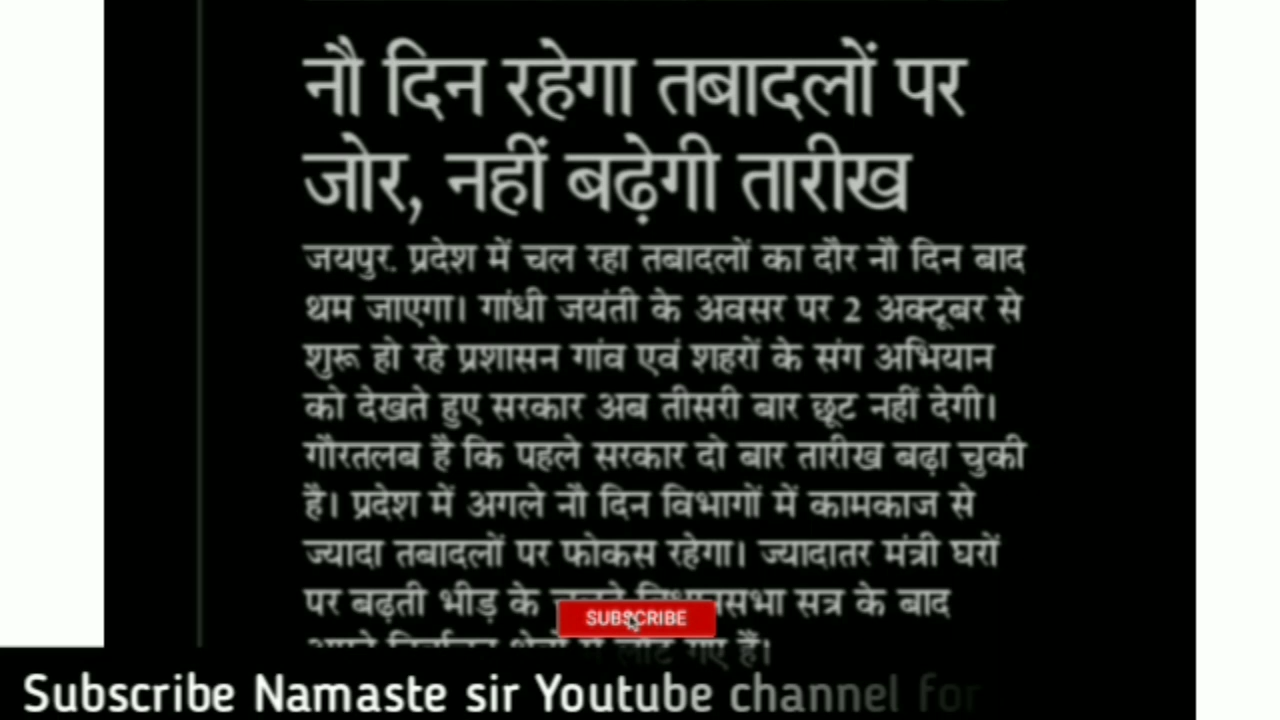 नौ दिन रहेगा तबादलों पर
जोर, नहीं बढ़ेगी तारीख
जयपुर. प्रदेश में चल रहा तबादलों का दौर नौ दिन बाद
थम जाएगा। गांधी जयंती के अवसर पर 2 अक्टूबर से
शुरू हो रहे प्रशासन गांव एवं शहरों के संग अभियान
को देखते हुए सरकार अब तीसरी बार छूट नहीं देगी।
गौरतलब है कि पहले सरकार दो बार तारीख बढ़ा चुकी
है। प्रदेश में अगले नौ दिन विभागों में कामकाज से
ज्यादा तबादलों पर फोकस रहेगा। ज्यादातर मंत्री घरों
पर बढ़ती भीड़ के सत्र के बाद
में लौट गए हैं।
SUBSCRIBE
Subscribe Namaste sir Youtube channel for